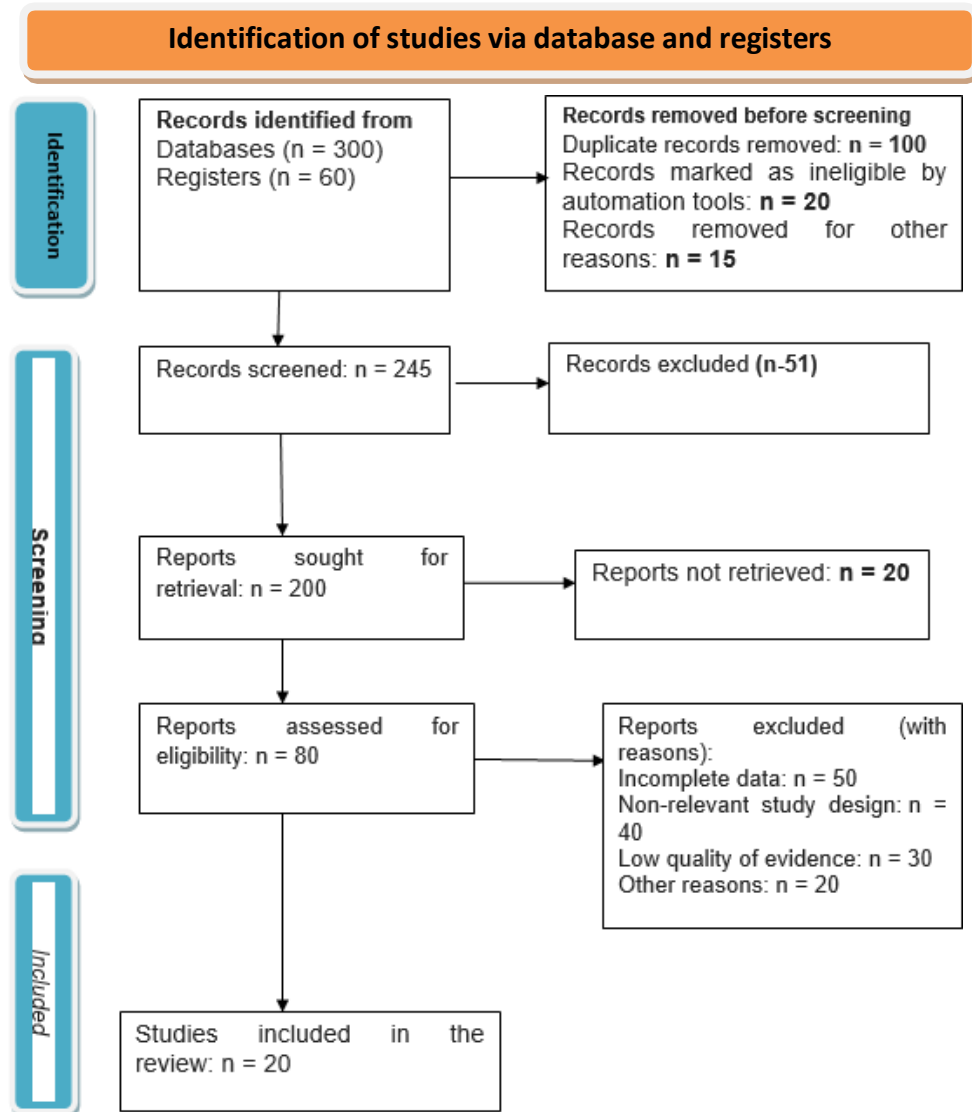 Identification of studies via database and registers
Identification
Records identified from
Databases (n = 300)
Registers (n = 60)
Records removed before screening
Duplicate records removed: n = 100
Records marked as ineligible by
automation tools: n = 20
Records removed for other
reasons: n = 15
Screening
Records screened: n = 245
Records excluded (n-51)
Reports sought for
retrieval: n = 200
Reports not retrieved: n = 20
Reports assessed for
eligibility: n = 80
Reports excluded (with
reasons):
Incomplete data: n = 50
Non-relevant study design: n =
40
Low quality of evidence: n = 30
Other reasons: n = 20
Included
Studies included in the
review: n = 20